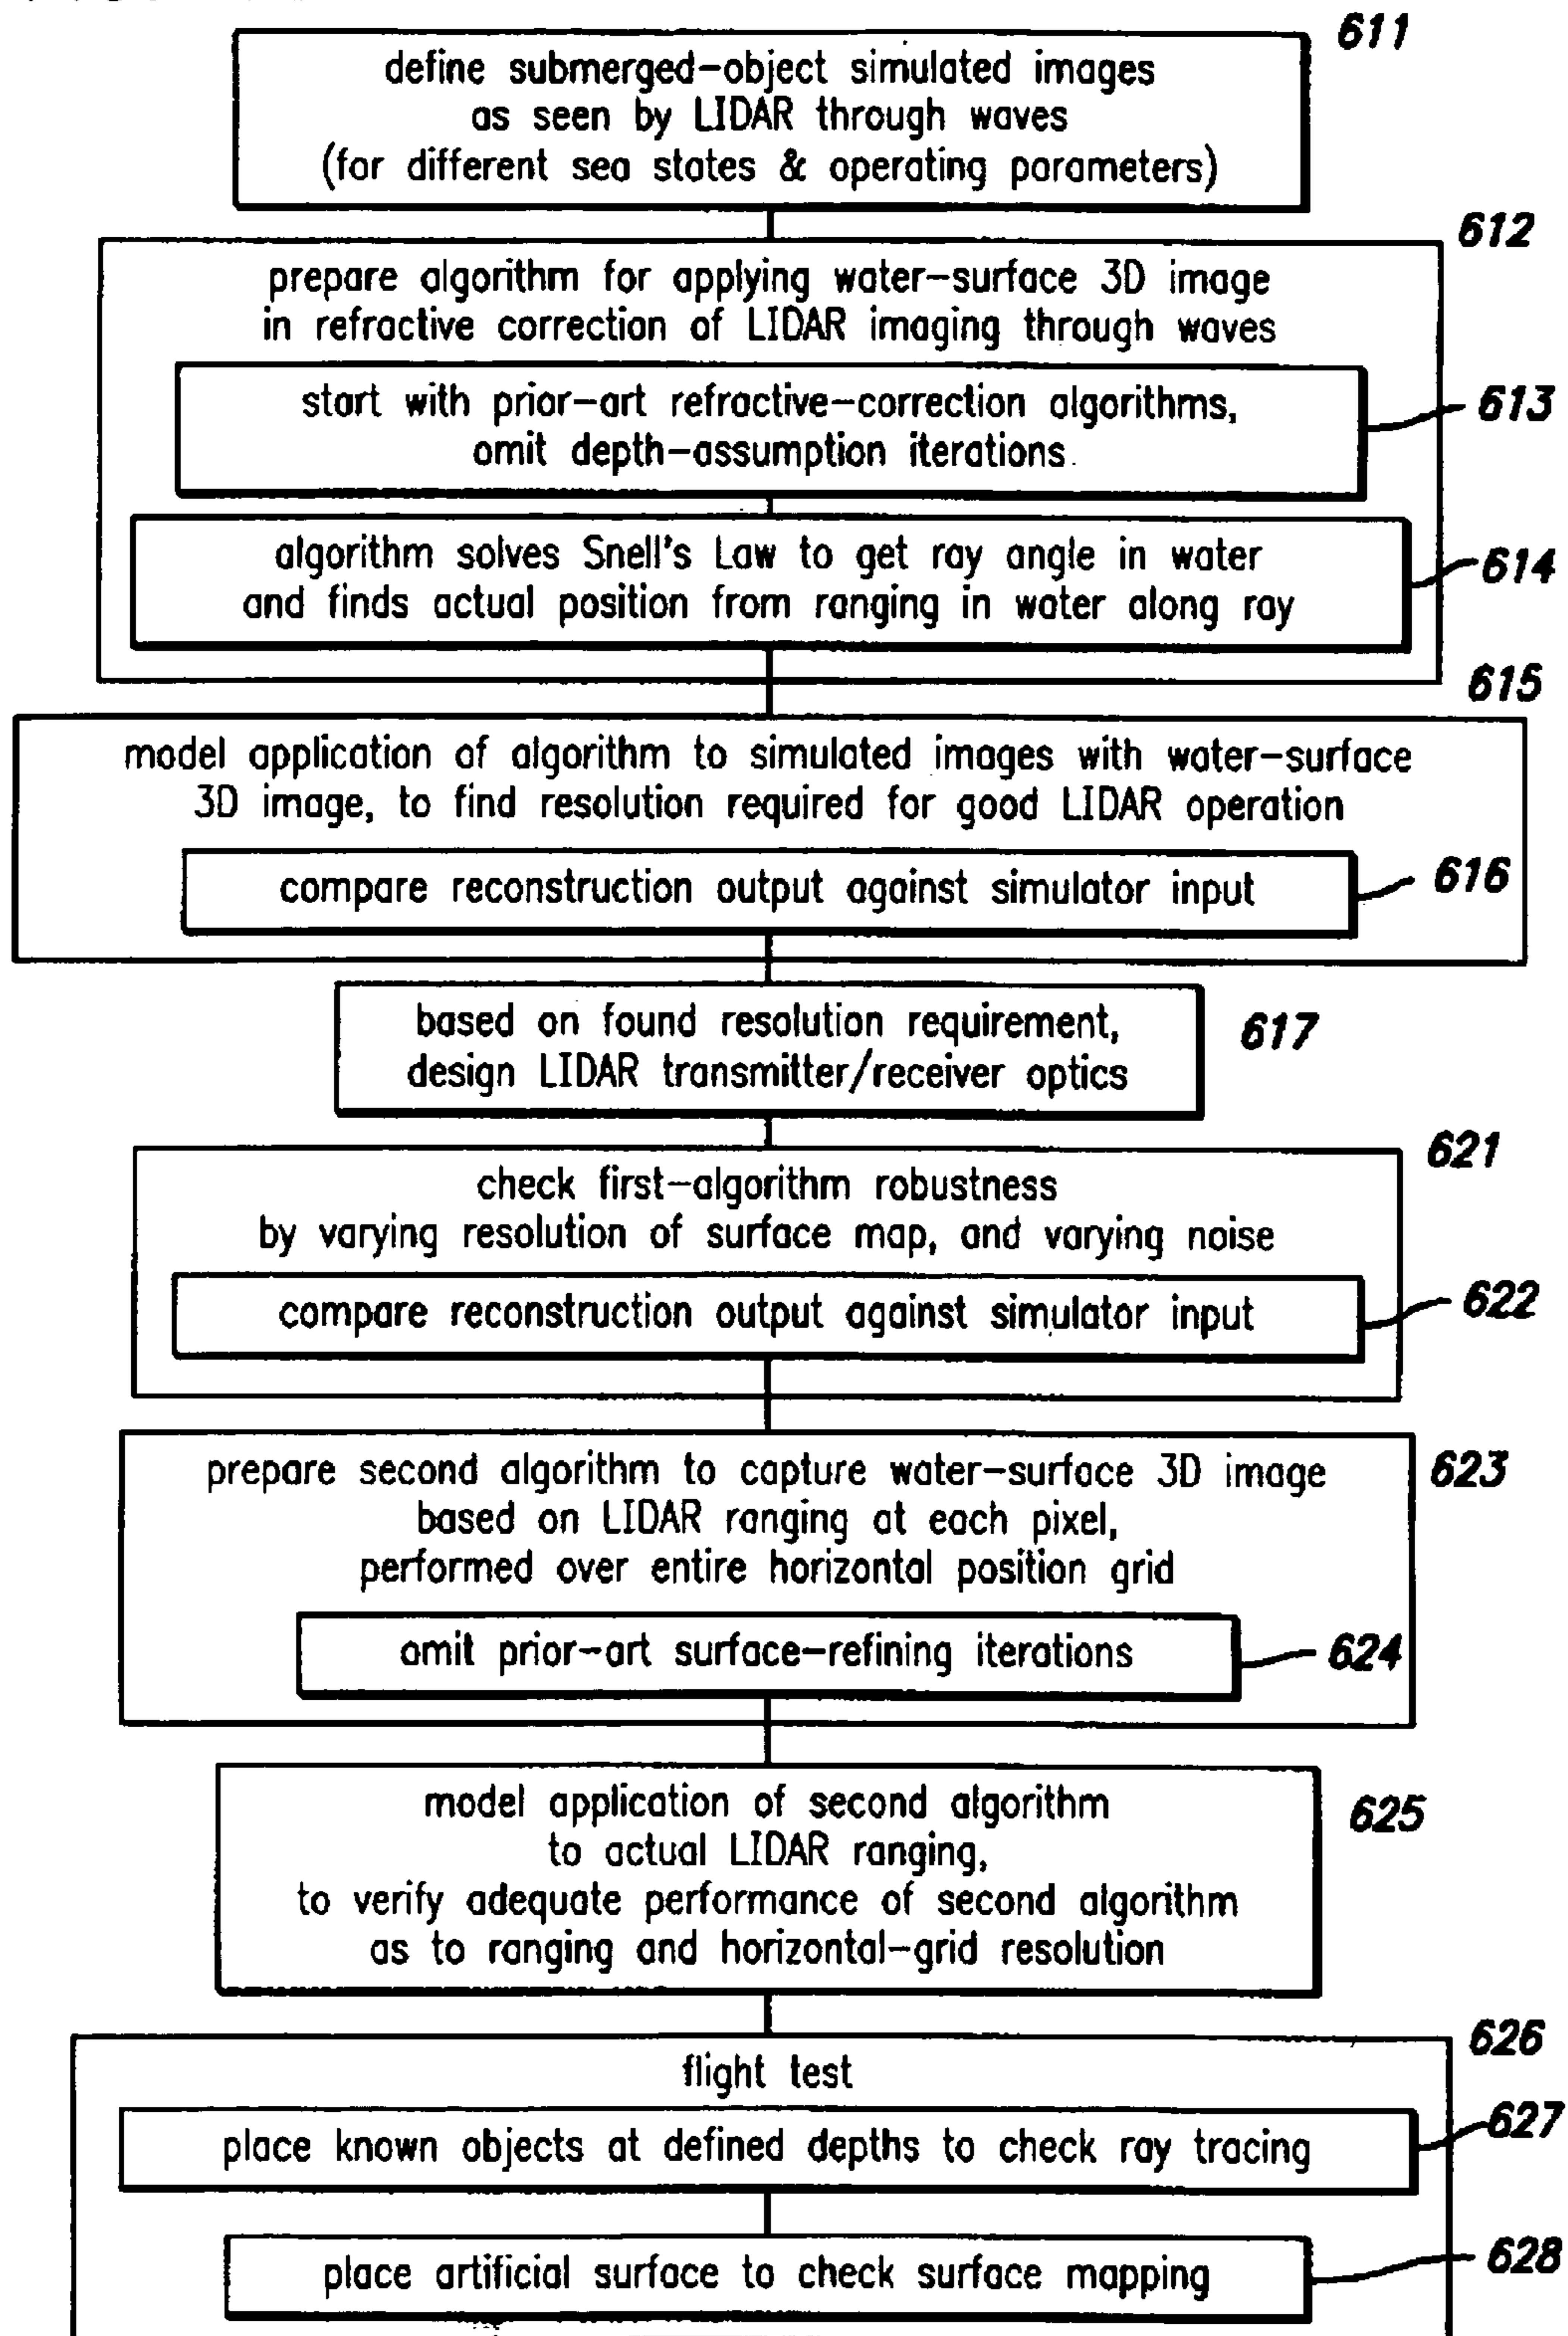 611
define submerged-object simulated images
as seen by LIDAR through waves
(for different sea states & operating parameters)
612
prepare algorithm for applying water-surface 3D image
in refractive correction of LIDAR imaging through waves
start with prior-art refractive-correction algorithms,
omit depth-assumption iterations
613
algorithm solves Snell's Law to get ray angle in water
and finds actual position from ranging in water along ray
614
615
model application of algorithm to simulated images with water-surface
3D image, to find resolution required for good LIDAR operation
compare reconstruction output against simulator input
616
based on found resolution requirement,
design LIDAR transmitter/receiver optics
617
621
check first-algorithm robustness
by varying resolution of surface map, and varying noise
compare reconstruction output against simulator input
622
623
prepare second algorithm to capture water-surface 3D image
based on LIDAR ranging at each pixel,
performed over entire horizontal position grid
omit prior-art surface-refining iterations
624
model application of second algorithm
to actual LIDAR ranging,
to verify adequate performance of second algorithm
as to ranging and horizontal-grid resolution
625
626
flight test
place known objects at defined depths to check ray tracing
627
place artificial surface to check surface mapping
628